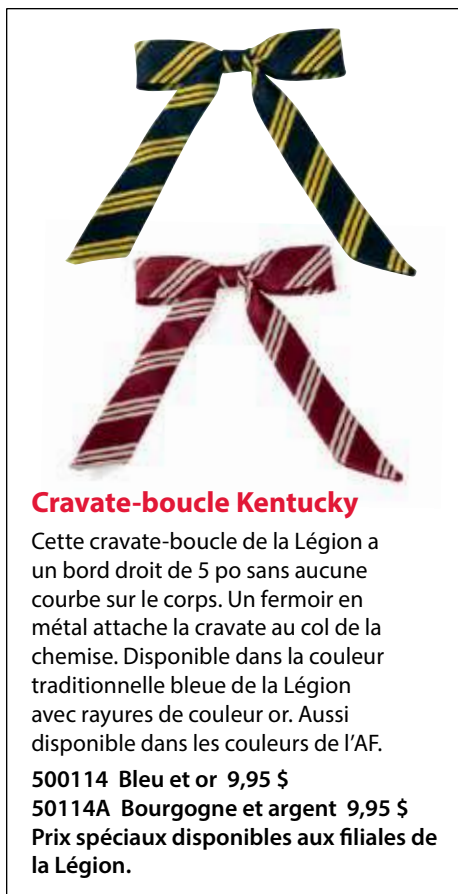 Cravate-boucle Kentucky
Cette cravate-boucle de la Légion a
un bord droit de 5 po sans aucune
courbe sur le corps. Un fermoir en
métal attache la cravate au col de la
chemise. Disponible dans la couleur
traditionnelle bleue de la Légion
avec rayures de couleur or. Aussi
disponible dans les couleurs de l’AF.
500114 Bleu et or 9,95 $
50114A Bourgogne et argent 9,95 $
Prix spéciaux disponibles aux filiales de
la Légion.